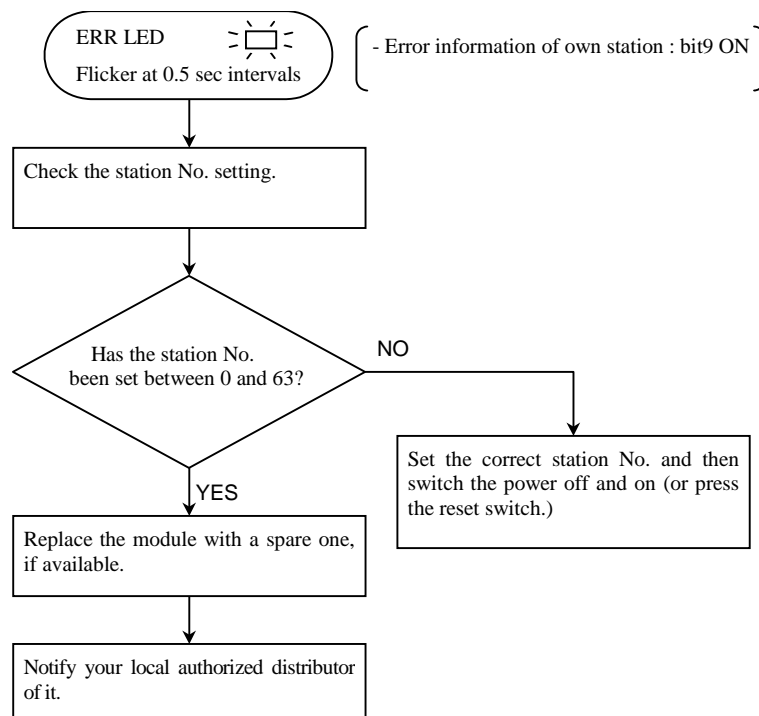 ERR LED
Flicker at 0.5 sec intervals
- Error information of own station : bit9 ON
Check the station No. setting.
Has the station No.
been set between 0 and 63?
NO
Set the correct station No. and then
switch the power off and on (or press
the reset switch.)
YES
Replace the module with a spare one,
if available.
Notify your local authorized distributor
of it.